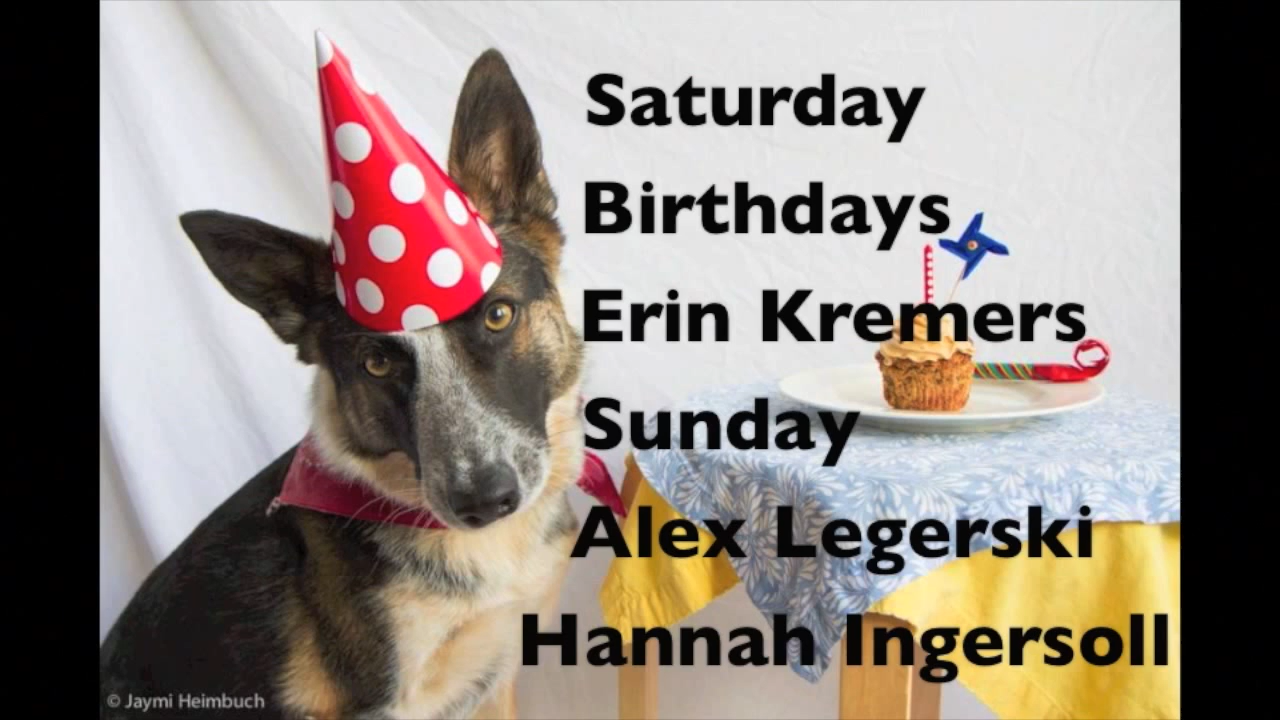 Saturday
Birthdays
Erin Kremers
Sunday
Alex Legerski
Hannah Ingersoll
© Jaymi Heimbuch